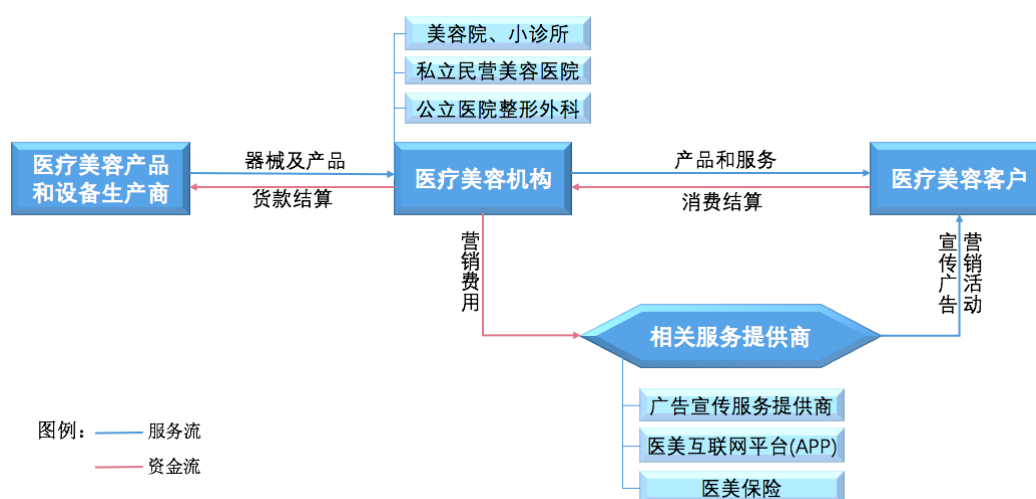 美容院、小诊所
私立民营美容医院
公立医院整形外科
医疗美容产品
和设备生产商
器械及产品
货款结算
医疗美容机构
产品和服务
消费结算
医疗美容客户
营销费用
宣传广告
营销活动
相关服务提供商
广告宣传服务提供商
医美互联网平台(APP)
医美保险
图例：
服务流
资金流